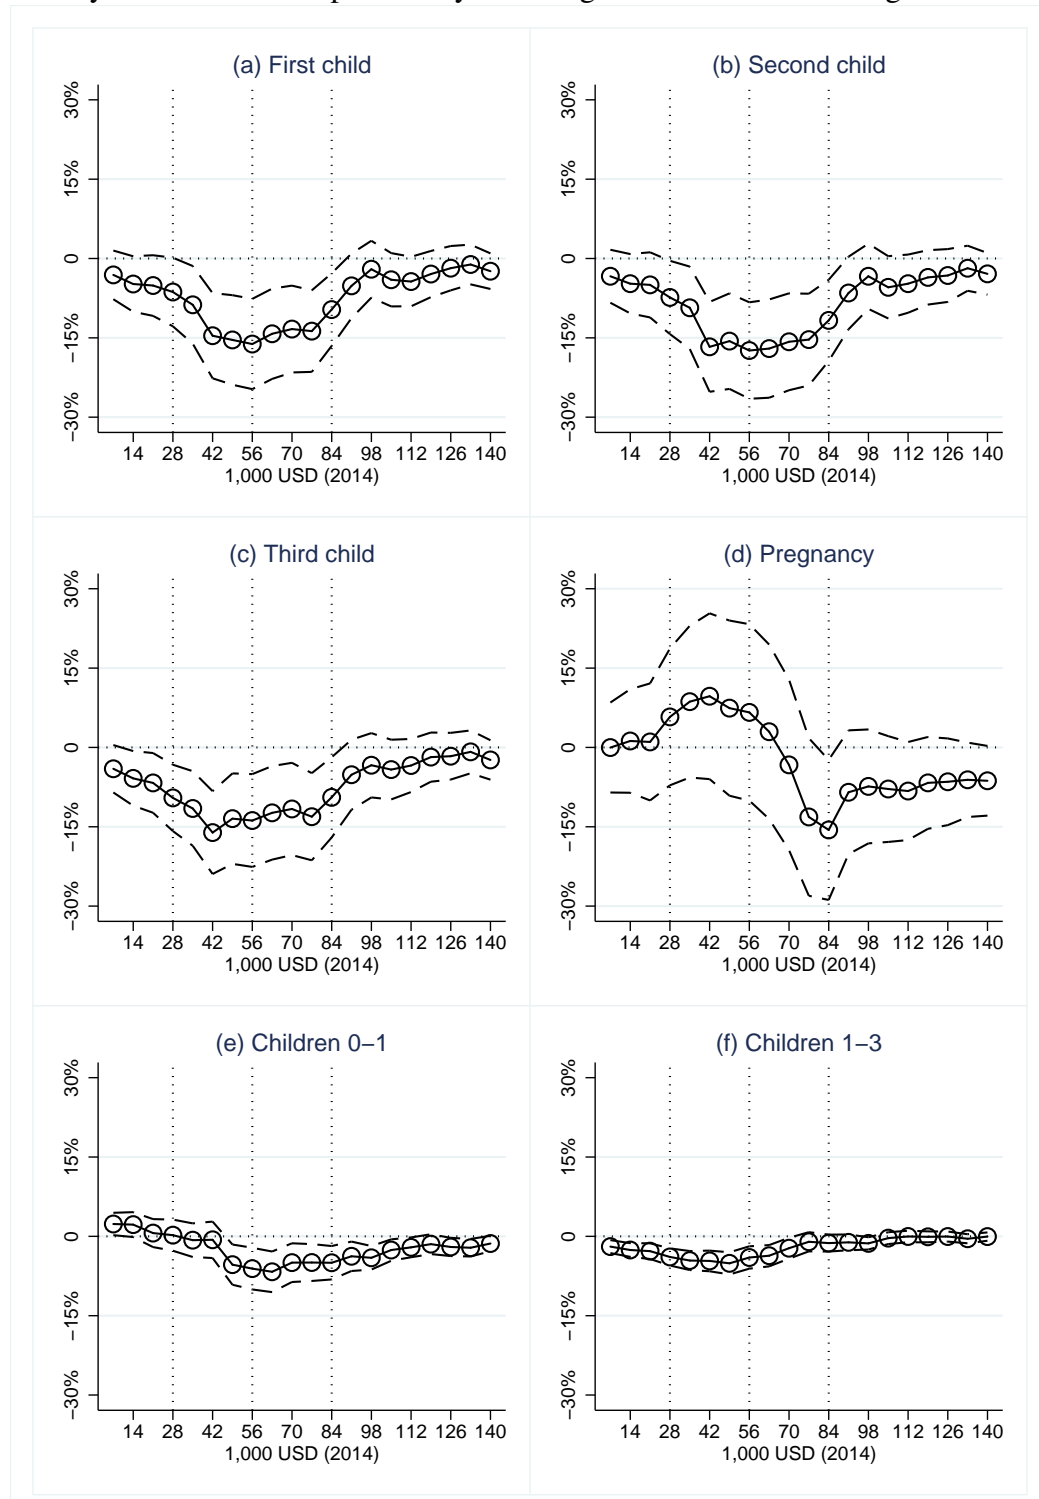 (a) First child
30%
15%
0
−15%
−30%
14 28 42 56 70 84 98 112 126 140
1,000 USD (2014)
(b) Second child
30%
15%
0
−15%
−30%
14 28 42 56 70 84 98 112 126 140
1,000 USD (2014)
(c) Third child
30%
15%
0
−15%
−30%
14 28 42 56 70 84 98 112 126 140
1,000 USD (2014)
(d) Pregnancy
30%
15%
0
−15%
−30%
14 28 42 56 70 84 98 112 126 140
1,000 USD (2014)
(e) Children 0−1
30%
15%
0
−15%
−30%
14 28 42 56 70 84 98 112 126 140
1,000 USD (2014)
(f) Children 1−3
30%
15%
0
−15%
−30%
14 28 42 56 70 84 98 112 126 140
1,000 USD (2014)